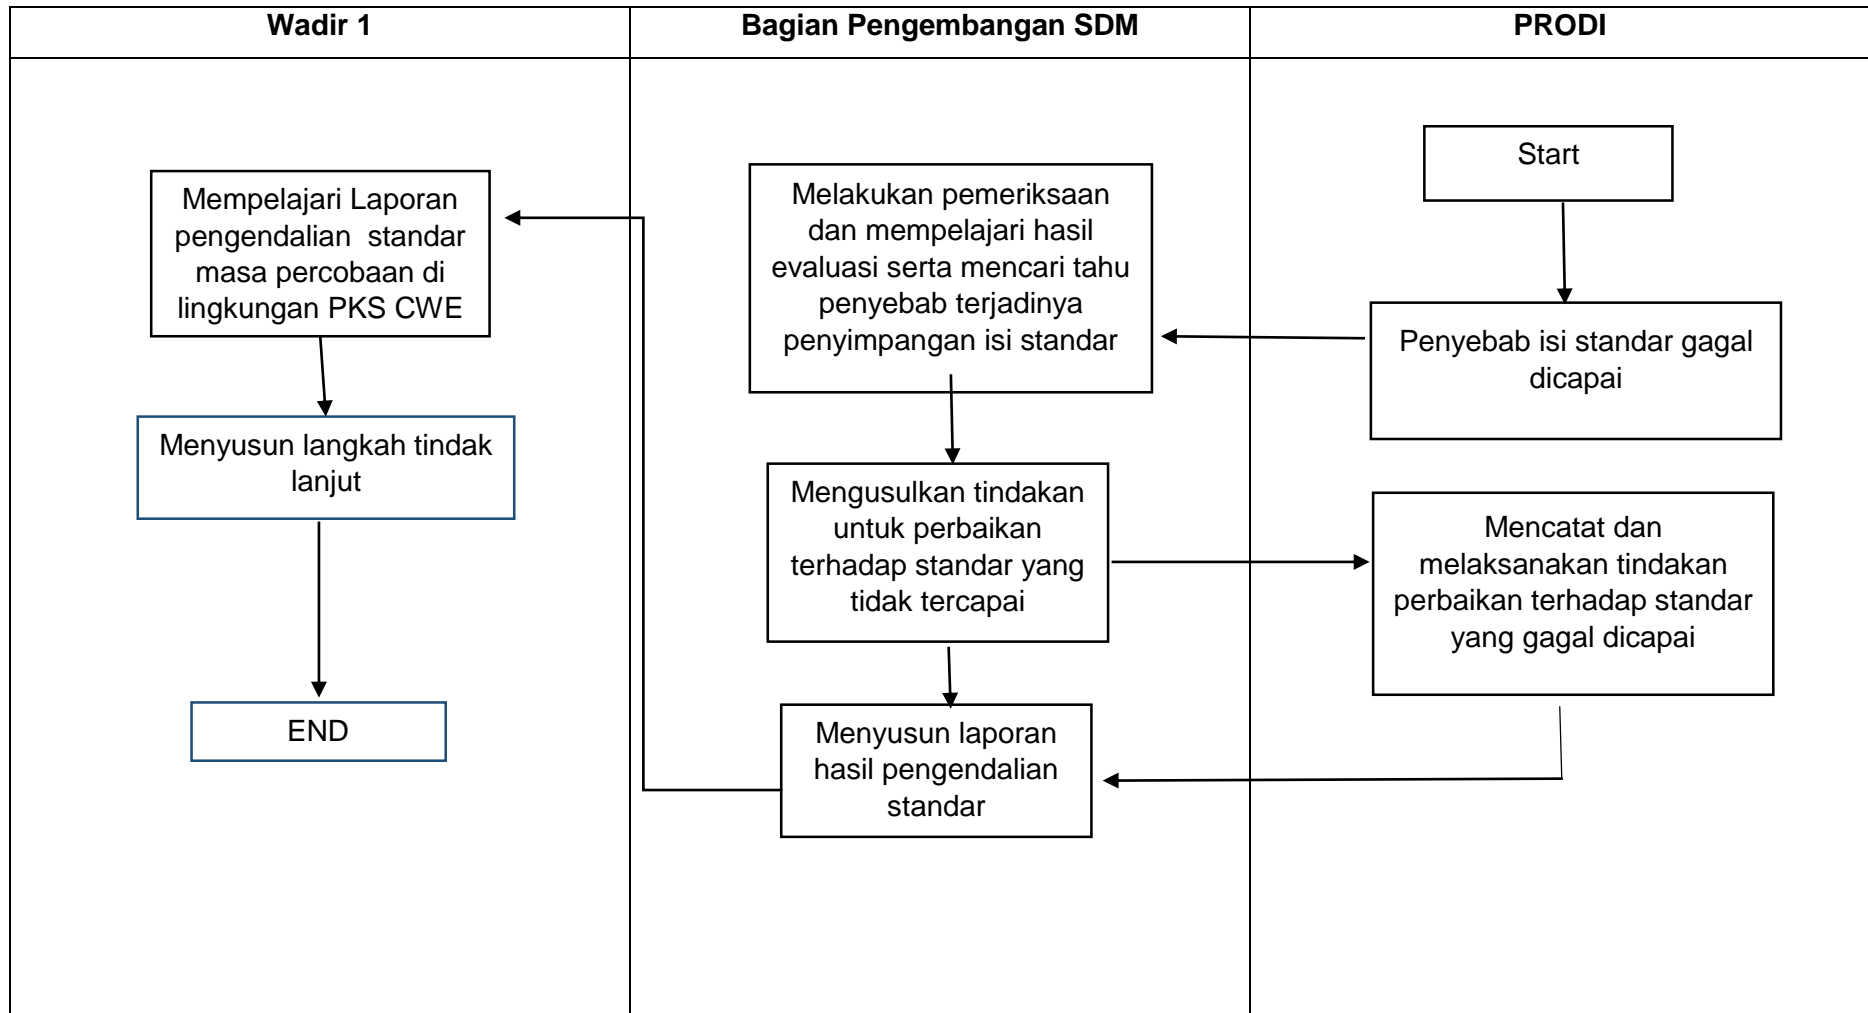 Wadir 1
Bagian Pengembangan SDM
PRODI
Mempelajari Laporan
pengendalian  standar
masa percobaan di
lingkungan PKS CWE
Menyusun langkah tindak
lanjut
END
Melakukan pemeriksaan
dan mempelajari hasil
evaluasi serta mencari tahu
penyebab terjadinya
penyimpangan isi standar
Mengusulkan tindakan
untuk perbaikan
terhadap standar yang
tidak tercapai
Menyusun laporan
hasil pengendalian
standar
Start
Penyebab isi standar gagal
dicapai
Mencatat dan
melaksanakan tindakan
perbaikan terhadap standar
yang gagal dicapai